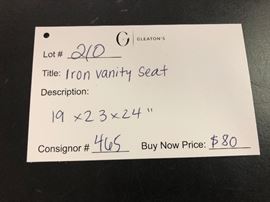 G GLEATON'S
Lot # 210
Title: Iron vanity seat
Description:
19 x 23 x 24"
Consignor # 465 Buy Now Price: $80